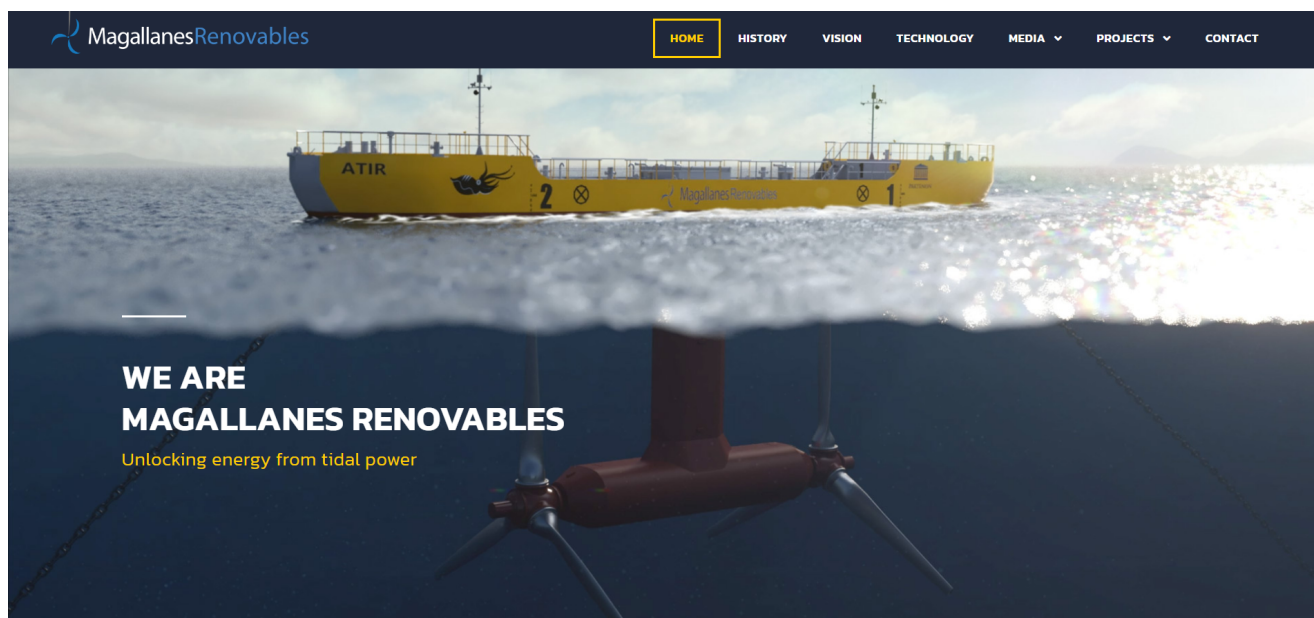 MagallanesRenovables
HOME HISTORY VISION TECHNOLOGY MEDIA PROJECTS CONTACT
ATIR
2 MagallanesRenovables 1
WE ARE
MAGALLANES RENOVABLES
Unlocking energy from tidal power